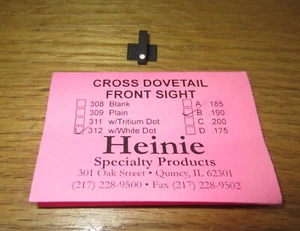 CROSS DOVETAIL
FRONT SIGHT
308 Blank A .185
309 Plain B .190
311 w/Tritium Dot C .200
312 w/White Dot D .175
Heinie
Specialty Products
301 Oak Street • Quincy, IL 62301
(217) 228-9500 • Fax (217) 228-9502